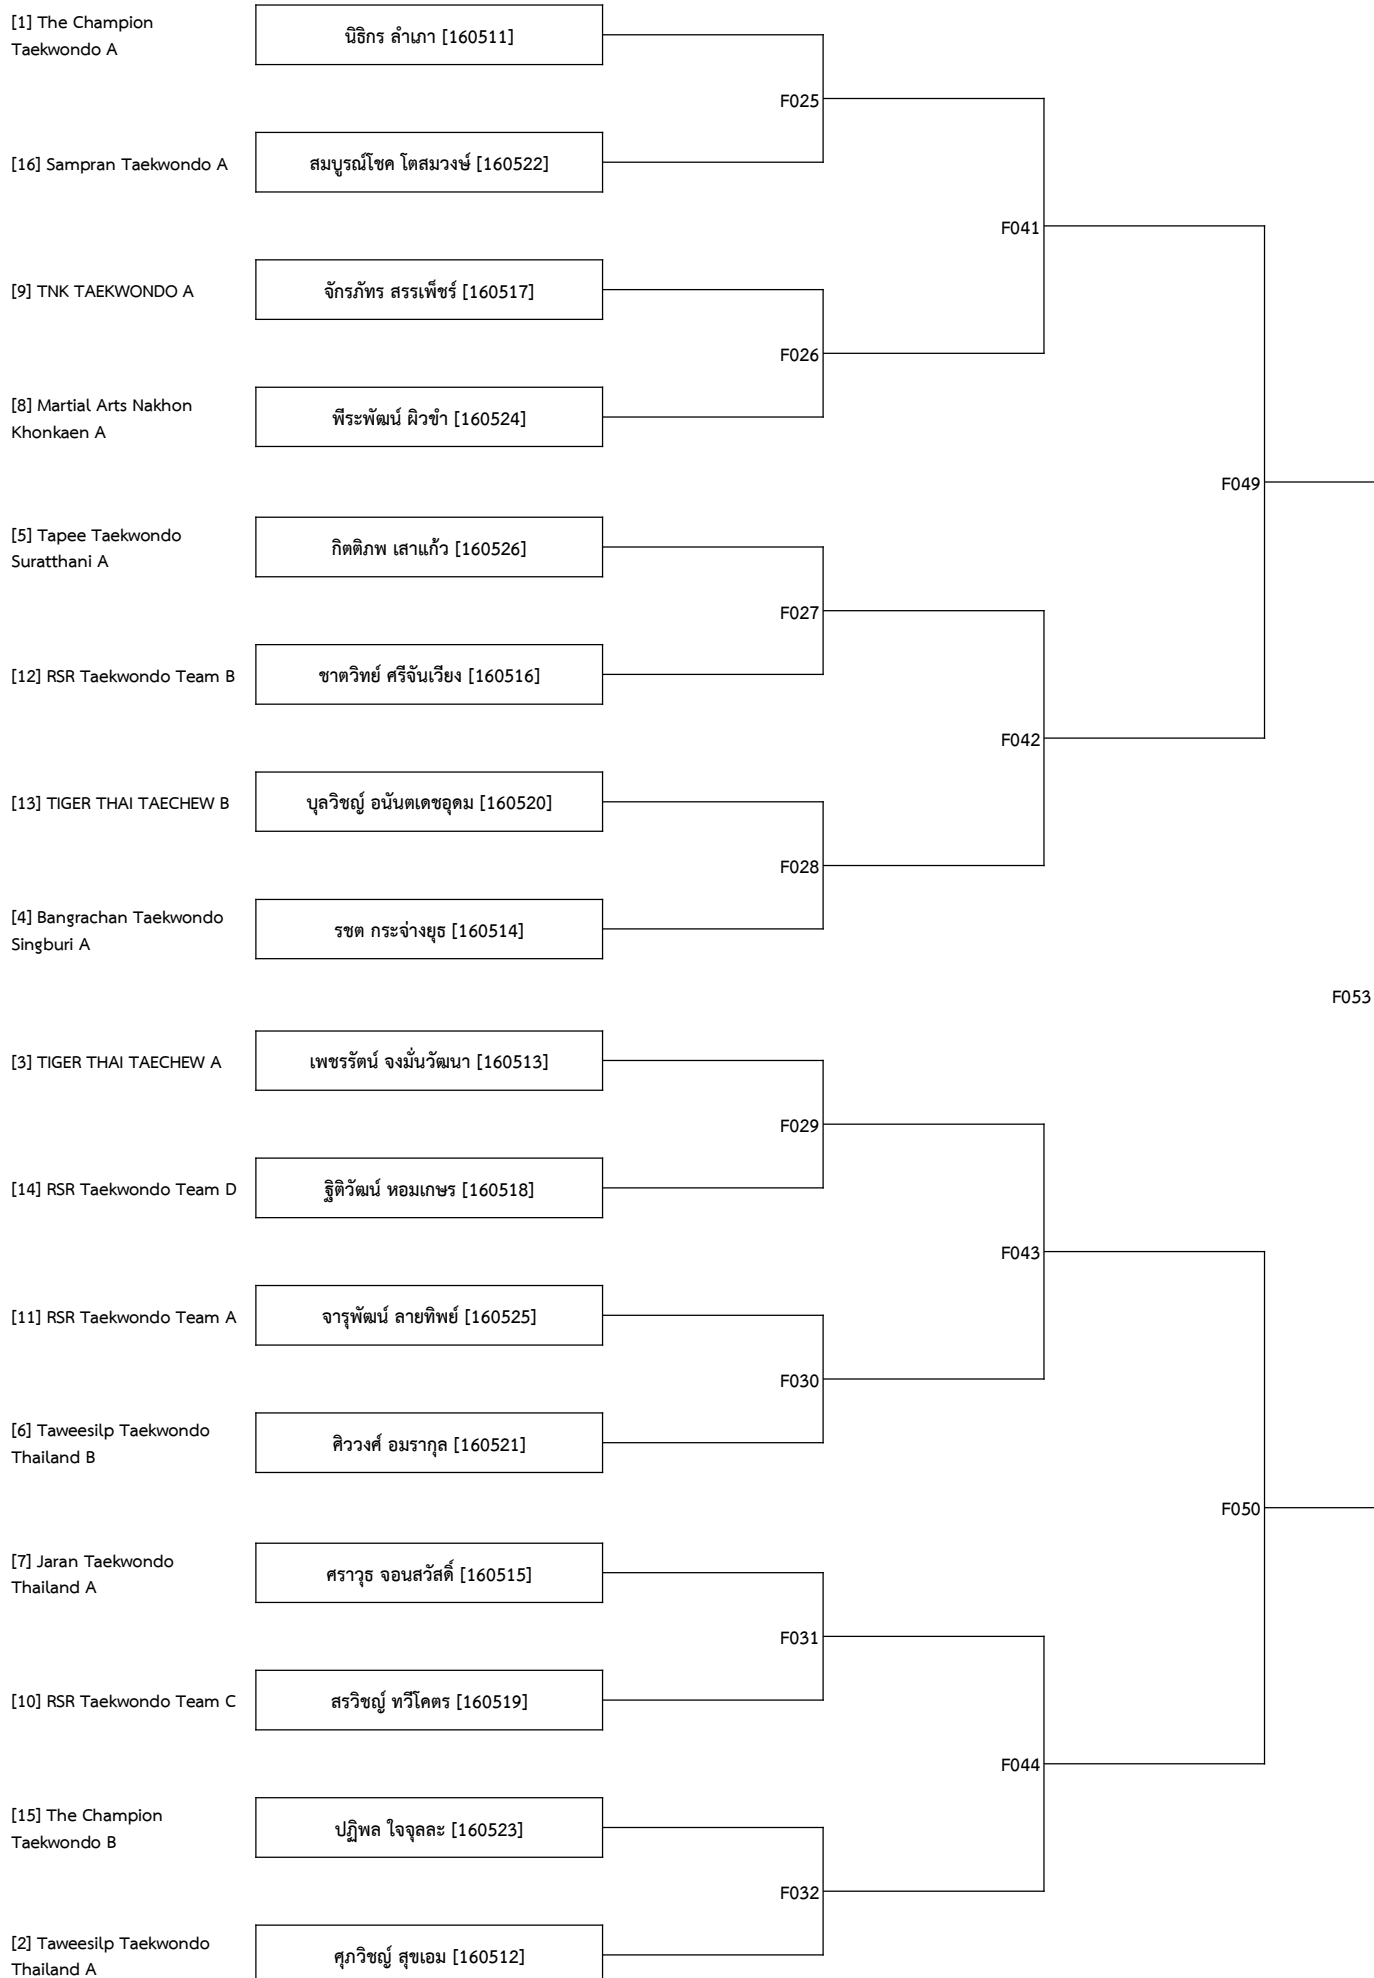 [1] The Champion
Taekwondo A
นิธิกร ลำเภา [160511]
F025
[16] Sampran Taekwondo A
สมบูรณ์โชค โตสมวงษ์ [160522]
F041
[9] TNK TAEKWONDO A
จักรภัทร สรรเพ็ชร์ [160517]
F026
[8] Martial Arts Nakhon
Khonkaen A
พีระพัฒน์ ผิวขำ [160524]
F049
[5] Tapee Taekwondo
Suratthani A
กิตติภพ เสาแก้ว [160526]
F027
[12] RSR Taekwondo Team B
ชาตวิทย์ ศรีจันเวียง [160516]
F042
[13] TIGER THAI TAECHEW B
บุลวิชญ์ อนันตเดชอุดม [160520]
F028
[4] Bangrachan Taekwondo
Singburi A
รชต กระจ่างยุธ [160514]
F053
[3] TIGER THAI TAECHEW A
เพชรรัตน์ จงมั่นวัฒนา [160513]
F029
[14] RSR Taekwondo Team D
ฐิติวัฒน์ หอมเกษร [160518]
F043
[11] RSR Taekwondo Team A
จารุพัฒน์ ลายทิพย์ [160525]
F030
[6] Taweesilp Taekwondo
Thailand B
ศิววงศ์ อมรากุล [160521]
F050
[7] Jaran Taekwondo
Thailand A
ศราวุธ จอนสวัสดิ์ [160515]
F031
[10] RSR Taekwondo Team C
สรวิชญ์ ทวีโคตร [160519]
F044
[15] The Champion
Taekwondo B
ปฏิพล ใจจุลละ [160523]
F032
[2] Taweesilp Taekwondo
Thailand A
ศุภวิชญ์ สุขเอม [160512]